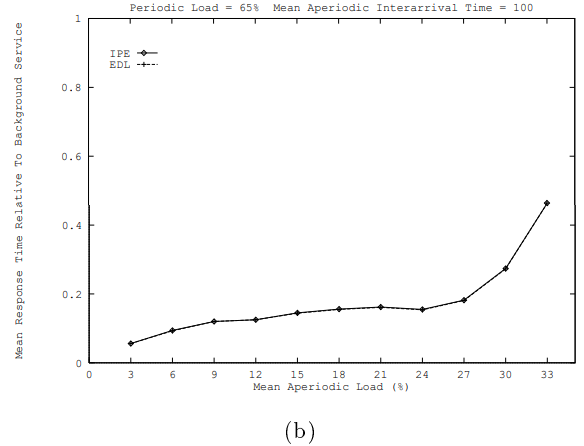 Periodic Load = 65%  Mean Aperiodic Interarrival Time = 100
Mean Response Time Relative To Background Service
1
IPE
EDL
0.8
0.6
0.4
0.2
0
0 3 6 9 12 15 18 21 24 27 30 33
Mean Aperiodic Load (%)
(b)